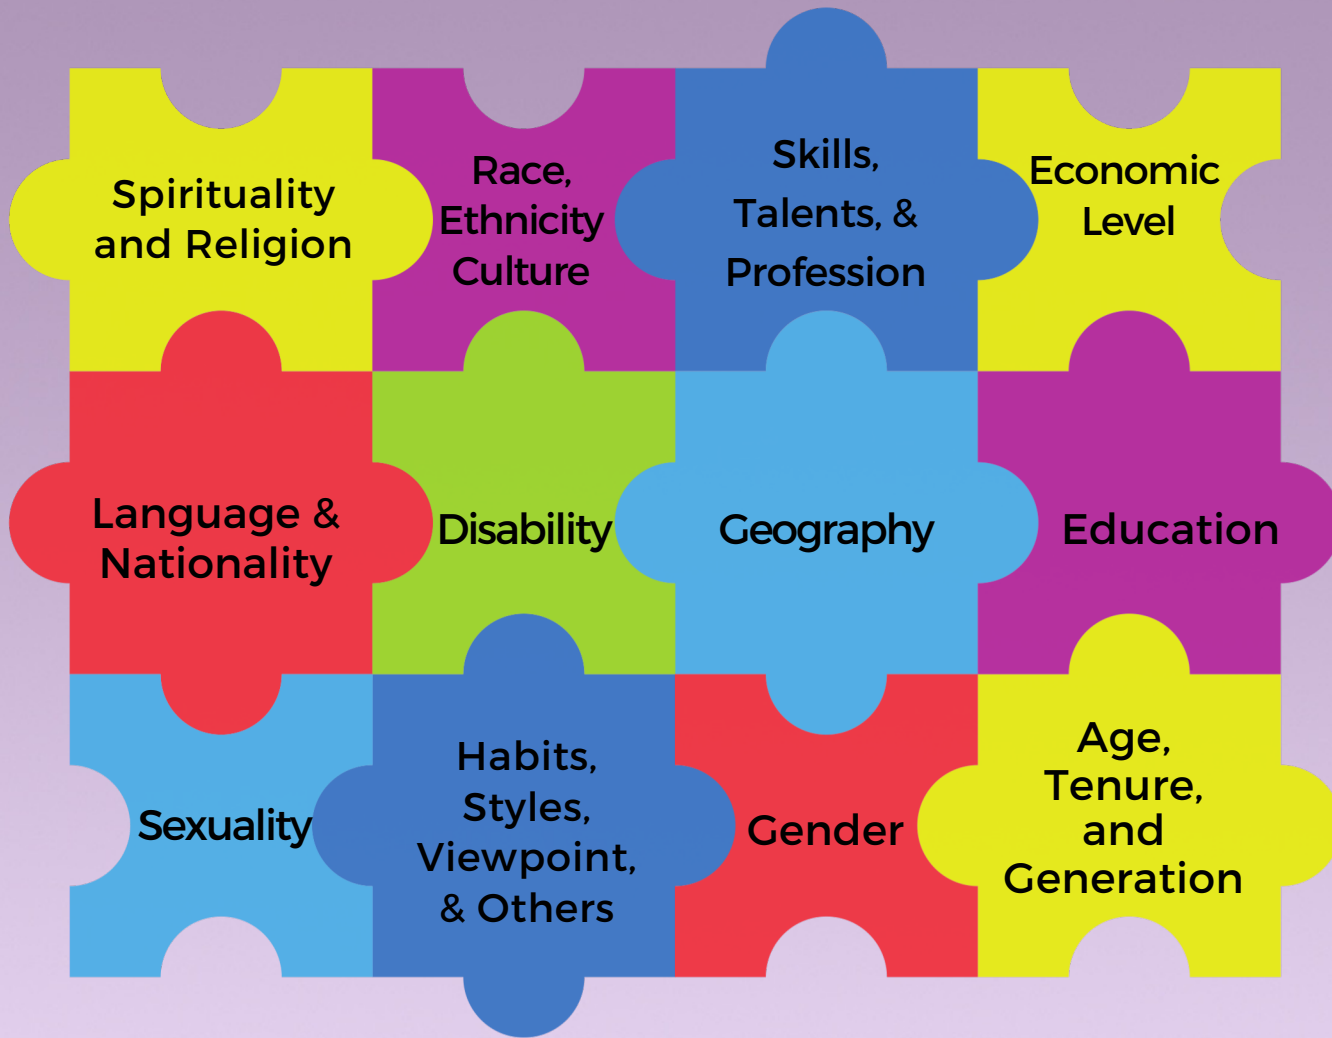 Spirituality
and Religion
Race,
Ethnicity
Culture
Skills,
Talents, &
Profession
Economic
Level
Language &
Nationality
Disability
Geography
Education
Sexuality
Habits,
Styles,
Viewpoint,
& Others
Gender
Age,
Tenure,
and
Generation